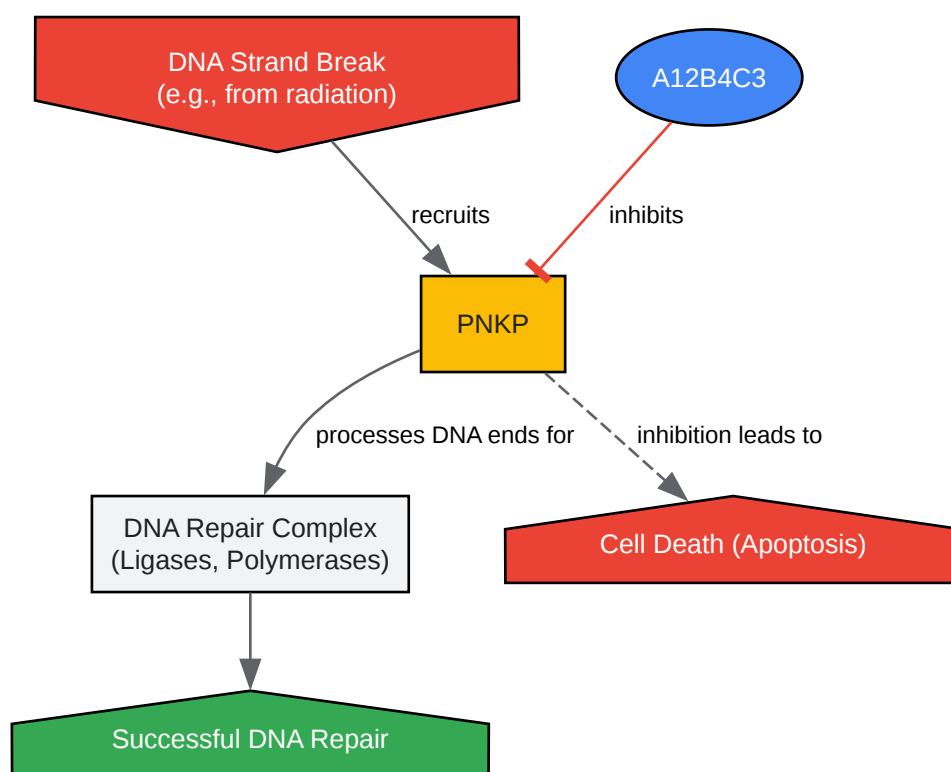 DNA Strand Break
(e.g., from radiation)
A12B4C3
recruits
inhibits
PNKP
processes DNA ends for
inhibition leads to
DNA Repair Complex
(Ligases, Polymerases)
Cell Death (Apoptosis)
Successful DNA Repair